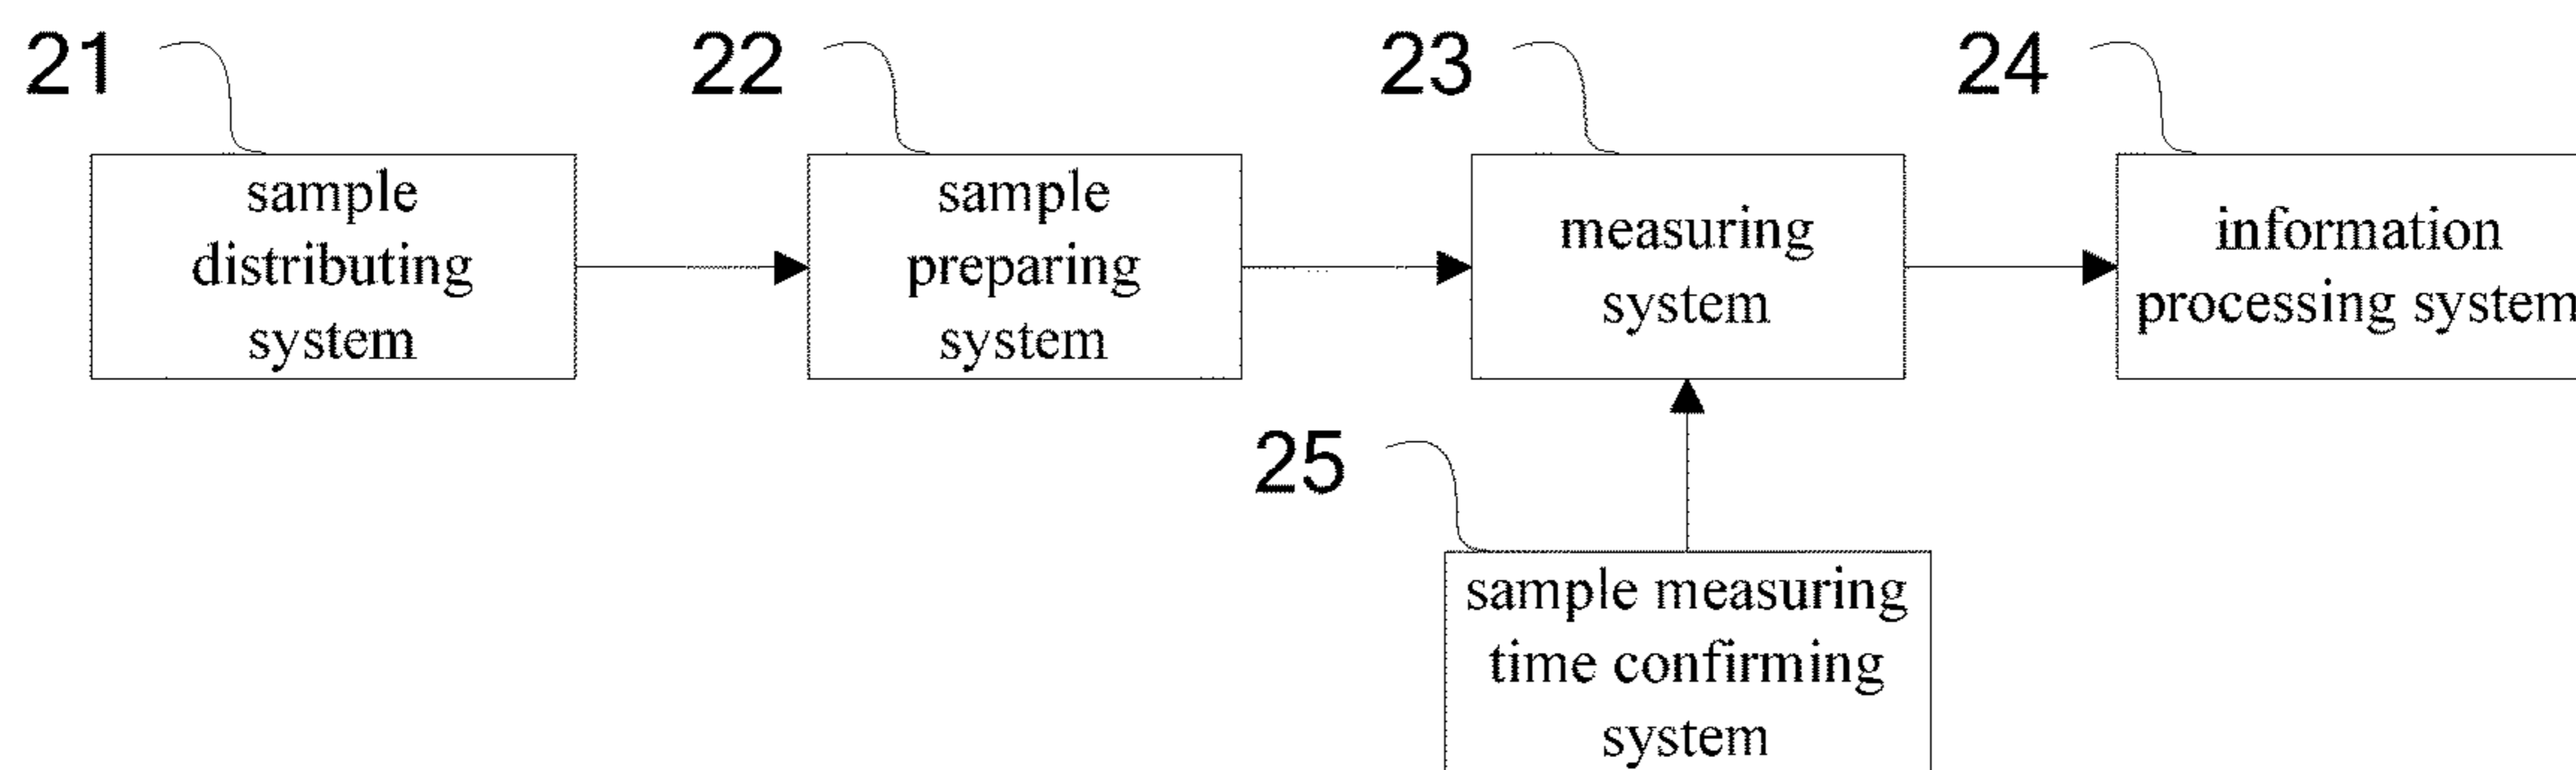 21
22
23
24
sample
distributing
system
sample
preparing
system
measuring
system
information
processing system
25
sample measuring
time confirming
system